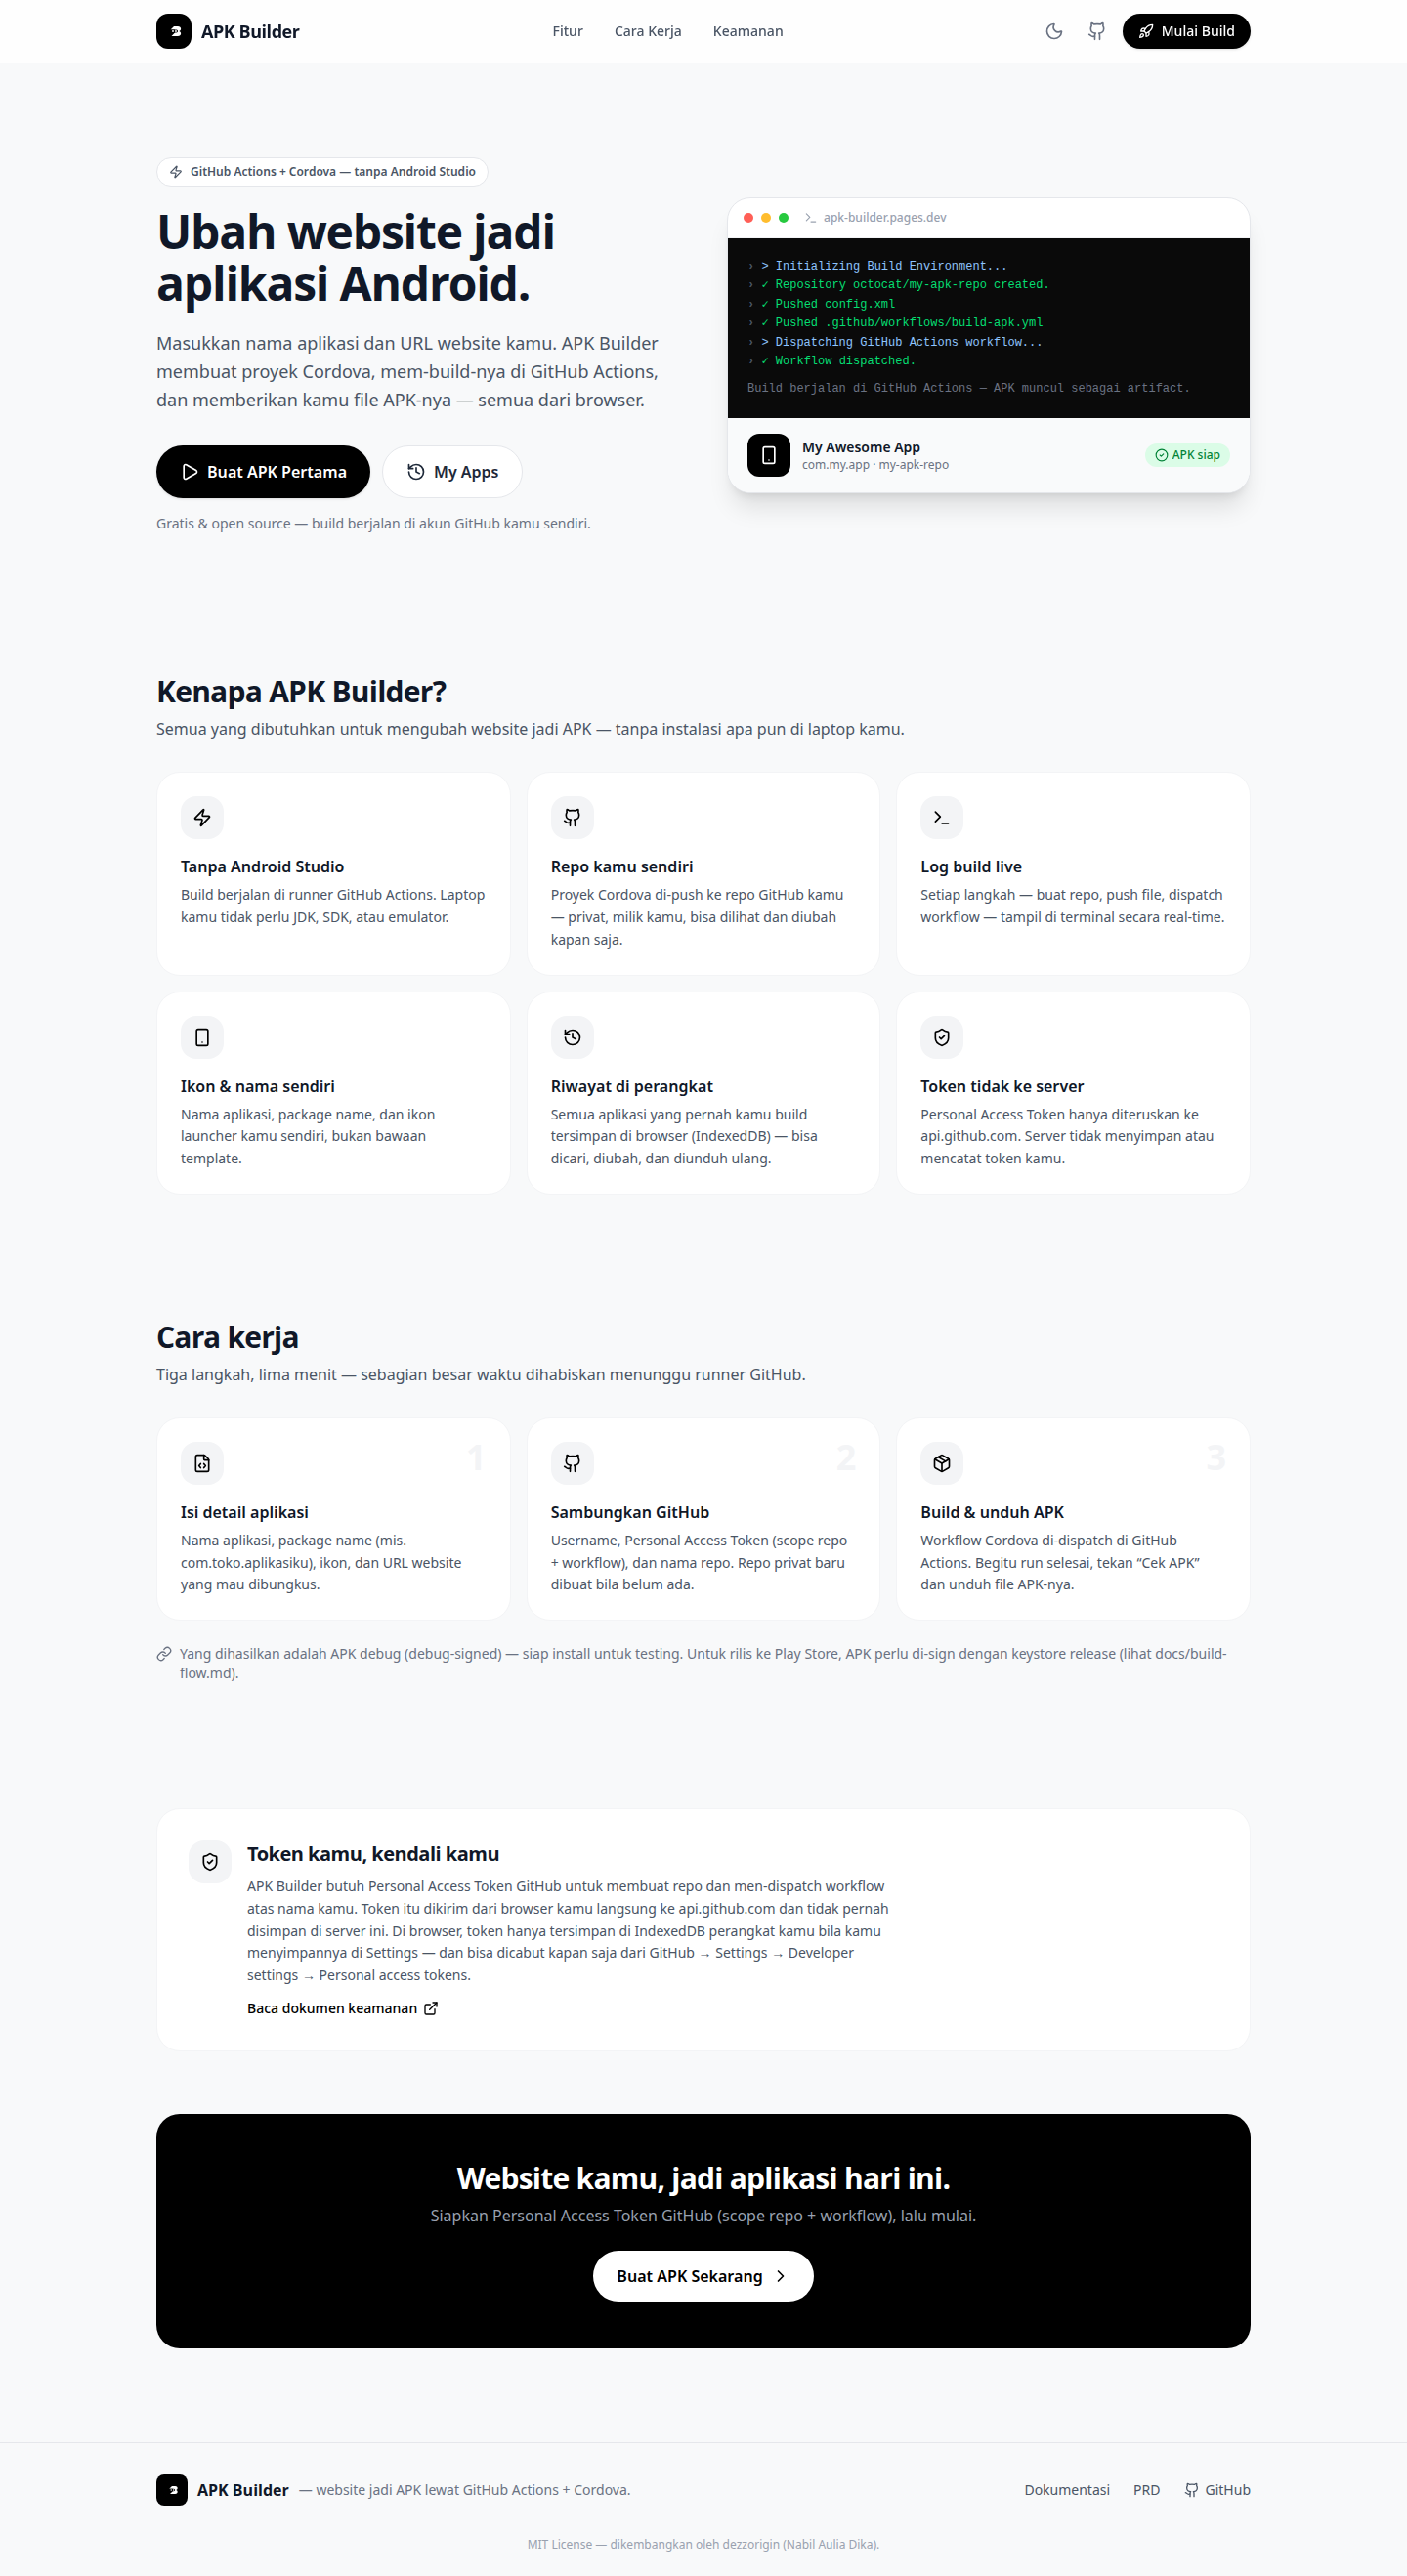 APK Builder
Fitur
Cara Kerja
Keamanan
Mulai Build
GitHub Actions + Cordova — tanpa Android Studio
Ubah website jadi
aplikasi Android.
Masukkan nama aplikasi dan URL website kamu. APK Builder
membuat proyek Cordova, mem-build-nya di GitHub Actions,
dan memberikan kamu file APK-nya — semua dari browser.
Buat APK Pertama
My Apps
Gratis & open source — build berjalan di akun GitHub kamu sendiri.
apk-builder.pages.dev
› > Initializing Build Environment...
› ✓ Repository octocat/my-apk-repo created.
› ✓ Pushed config.xml
› ✓ Pushed .github/workflows/build-apk.yml
› > Dispatching GitHub Actions workflow...
› ✓ Workflow dispatched.
Build berjalan di GitHub Actions — APK muncul sebagai artifact.
My Awesome App
com.my.app · my-apk-repo
APK siap
Kenapa APK Builder?
Semua yang dibutuhkan untuk mengubah website jadi APK — tanpa instalasi apa pun di laptop kamu.
Tanpa Android Studio
Build berjalan di runner GitHub Actions. Laptop
kamu tidak perlu JDK, SDK, atau emulator.
Repo kamu sendiri
Proyek Cordova di-push ke repo GitHub kamu
— privat, milik kamu, bisa dilihat dan diubah
kapan saja.
Log build live
Setiap langkah — buat repo, push file, dispatch
workflow — tampil di terminal secara real-time.
Ikon & nama sendiri
Nama aplikasi, package name, dan ikon
launcher kamu sendiri, bukan bawaan
template.
Riwayat di perangkat
Semua aplikasi yang pernah kamu build
tersimpan di browser (IndexedDB) — bisa
dicari, diubah, dan diunduh ulang.
Token tidak ke server
Personal Access Token hanya diteruskan ke
api.github.com. Server tidak menyimpan atau
mencatat token kamu.
Cara kerja
Tiga langkah, lima menit — sebagian besar waktu dihabiskan menunggu runner GitHub.
1
Isi detail aplikasi
Nama aplikasi, package name (mis.
com.toko.aplikasiku), ikon, dan URL website
yang mau dibungkus.
2
Sambungkan GitHub
Username, Personal Access Token (scope repo
+ workflow), dan nama repo. Repo privat baru
dibuat bila belum ada.
3
Build & unduh APK
Workflow Cordova di-dispatch di GitHub
Actions. Begitu run selesai, tekan “Cek APK”
dan unduh file APK-nya.
Yang dihasilkan adalah APK debug (debug-signed) — siap install untuk testing. Untuk rilis ke Play Store, APK perlu di-sign dengan keystore release (lihat docs/build-
flow.md).
Token kamu, kendali kamu
APK Builder butuh Personal Access Token GitHub untuk membuat repo dan men-dispatch workflow
atas nama kamu. Token itu dikirim dari browser kamu langsung ke api.github.com dan tidak pernah
disimpan di server ini. Di browser, token hanya tersimpan di IndexedDB perangkat kamu bila kamu
menyimpannya di Settings — dan bisa dicabut kapan saja dari GitHub → Settings → Developer
settings → Personal access tokens.
Baca dokumen keamanan
Website kamu, jadi aplikasi hari ini.
Siapkan Personal Access Token GitHub (scope repo + workflow), lalu mulai.
Buat APK Sekarang
APK Builder — website jadi APK lewat GitHub Actions + Cordova.
Dokumentasi
PRD
GitHub
MIT License — dikembangkan oleh dezzorigin (Nabil Aulia Dika).